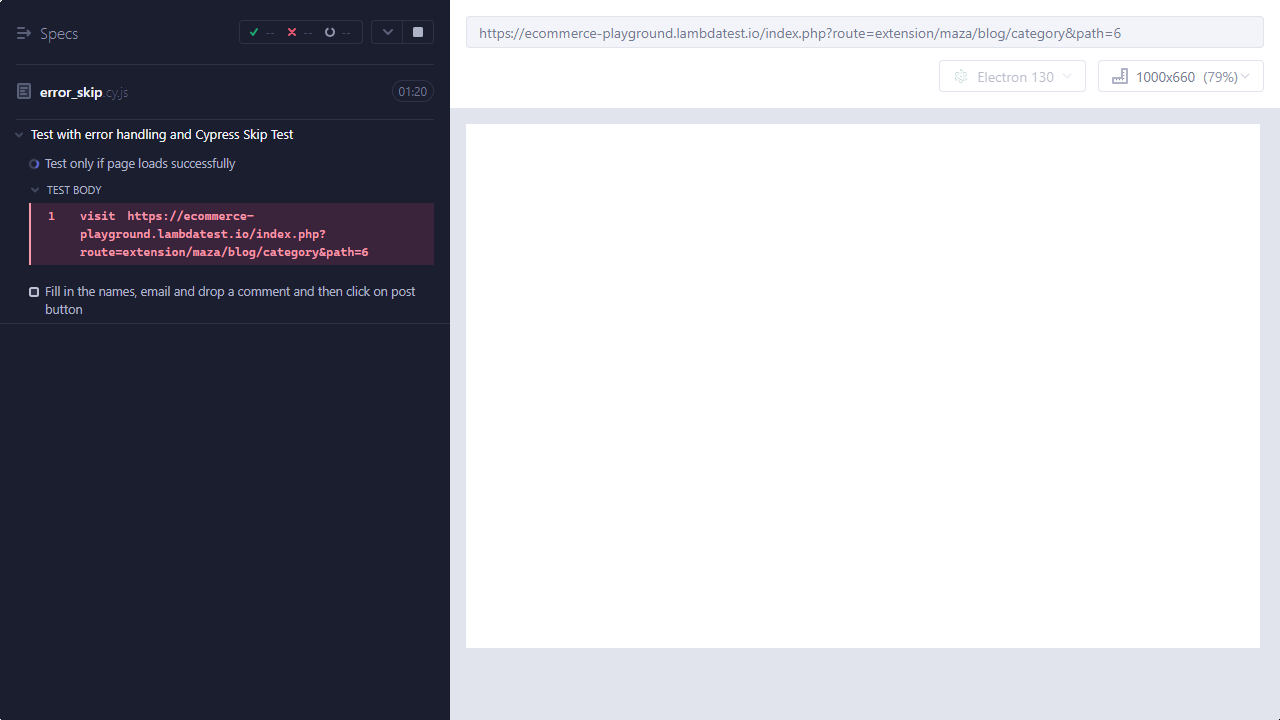 Specs
-- -- --
error_skip.cy.js
01:20
Test with error handling and Cypress Skip Test
Test only if page loads successfully
TEST BODY
1 visit https://ecommerce-
playground.lambdatest.io/index.php?
route=extension/maza/blog/category&path=6
Fill in the names, email and drop a comment and then click on post
button
https://ecommerce-playground.lambdatest.io/index.php?route=extension/maza/blog/category&path=6
Electron 130
1000x660 (79%)